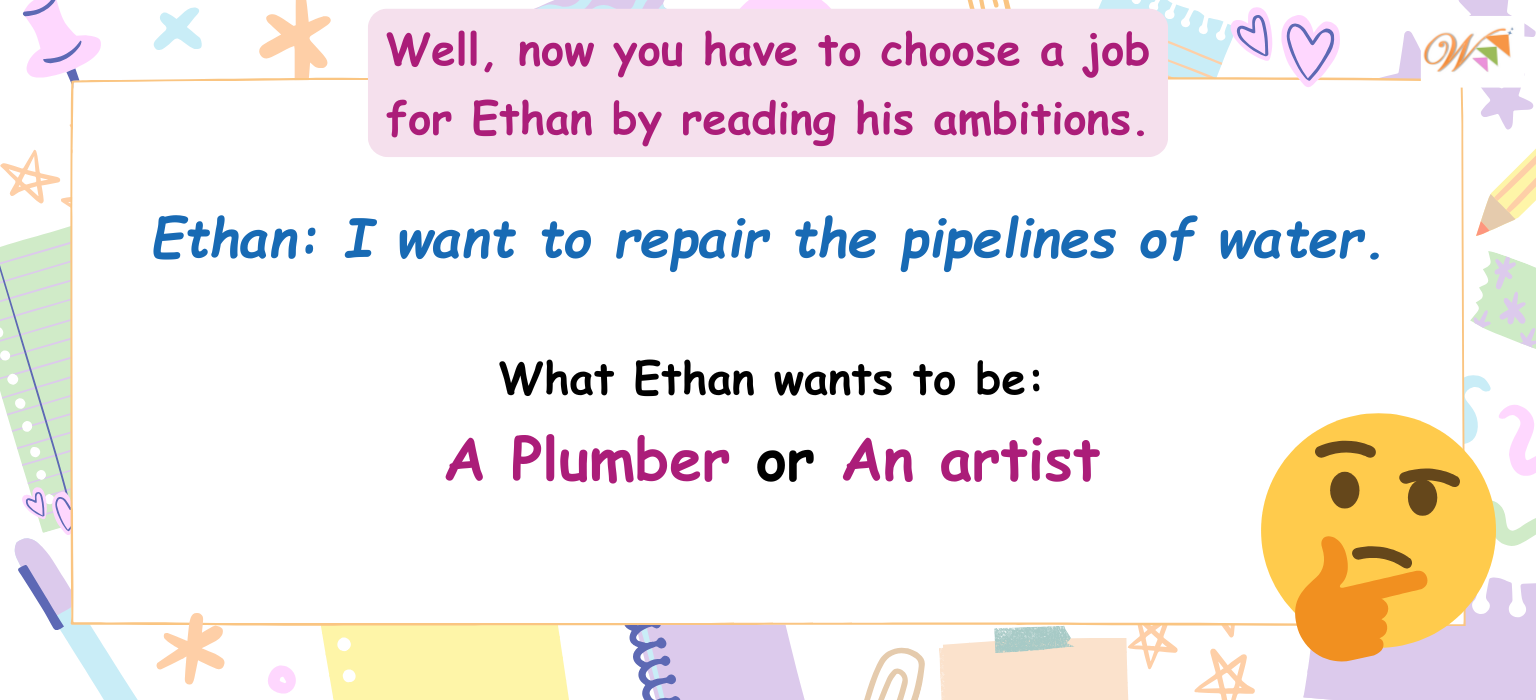 Well, now you have to choose a job
for Ethan by reading his ambitions.
Ethan: I want to repair the pipelines of water.
What Ethan wants to be:
A Plumber or An artist